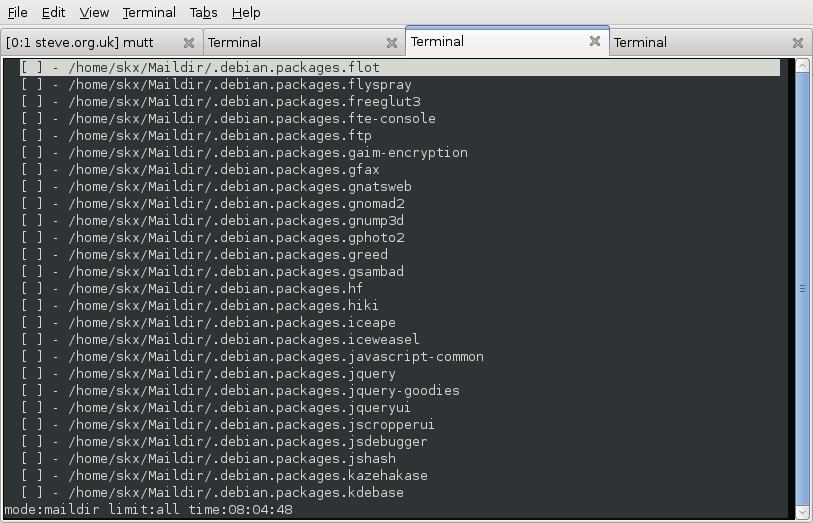 File Edit View Terminal Tabs Help
[0:1 steve.org.uk] mutt Terminal Terminal Terminal
[ ] - /home/skx/Maildir/.debian.packages.flot
[ ] - /home/skx/Maildir/.debian.packages.flyspray
[ ] - /home/skx/Maildir/.debian.packages.freeglut3
[ ] - /home/skx/Maildir/.debian.packages.fte-console
[ ] - /home/skx/Maildir/.debian.packages.ftp
[ ] - /home/skx/Maildir/.debian.packages.gaim-encryption
[ ] - /home/skx/Maildir/.debian.packages.gfax
[ ] - /home/skx/Maildir/.debian.packages.gnatsweb
[ ] - /home/skx/Maildir/.debian.packages.gnomad2
[ ] - /home/skx/Maildir/.debian.packages.gnump3d
[ ] - /home/skx/Maildir/.debian.packages.gphoto2
[ ] - /home/skx/Maildir/.debian.packages.greed
[ ] - /home/skx/Maildir/.debian.packages.gsambad
[ ] - /home/skx/Maildir/.debian.packages.hf
[ ] - /home/skx/Maildir/.debian.packages.hiki
[ ] - /home/skx/Maildir/.debian.packages.iceape
[ ] - /home/skx/Maildir/.debian.packages.iceweasel
[ ] - /home/skx/Maildir/.debian.packages.javascript-common
[ ] - /home/skx/Maildir/.debian.packages.jquery
[ ] - /home/skx/Maildir/.debian.packages.jquery-goodies
[ ] - /home/skx/Maildir/.debian.packages.jqueryui
[ ] - /home/skx/Maildir/.debian.packages.jscropperui
[ ] - /home/skx/Maildir/.debian.packages.jsdebugger
[ ] - /home/skx/Maildir/.debian.packages.jshash
[ ] - /home/skx/Maildir/.debian.packages.kazehakase
[ ] - /home/skx/Maildir/.debian.packages.kdebase
mode:maildir limit:all time:08:04:48